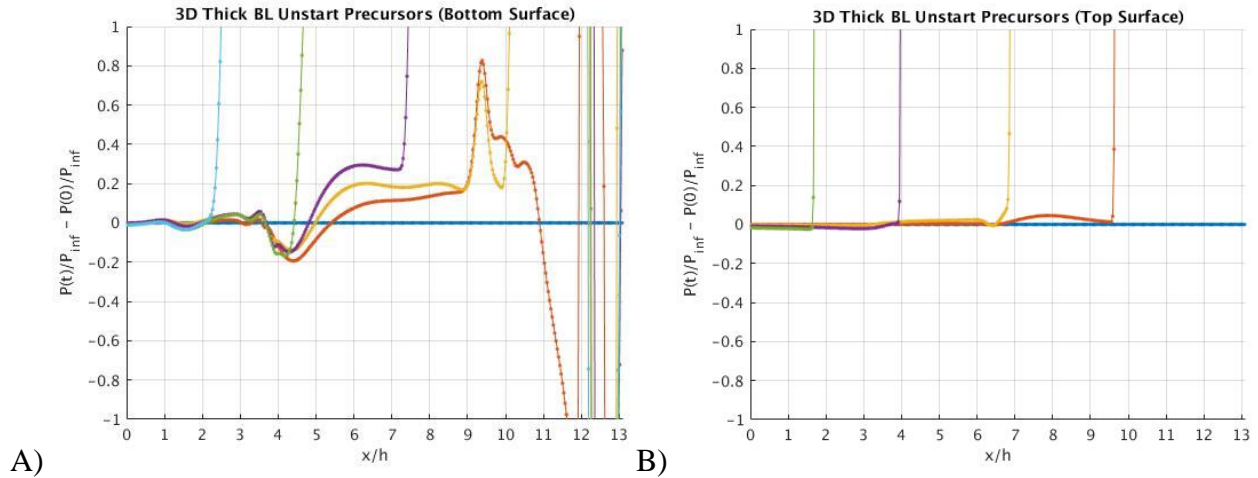 3D Thick BL Unstart Precursors (Bottom Surface)
P(t)/P_inf − P(0)/P_inf
1
0.8
0.6
0.4
0.2
0
−0.2
−0.4
−0.6
−0.8
−1
0 1 2 3 4 5 6 7 8 9 10 11 12 13
x/h
A)
3D Thick BL Unstart Precursors (Top Surface)
P(t)/P_inf − P(0)/P_inf
1
0.8
0.6
0.4
0.2
0
−0.2
−0.4
−0.6
−0.8
−1
0 1 2 3 4 5 6 7 8 9 10 11 12 13
x/h
B)